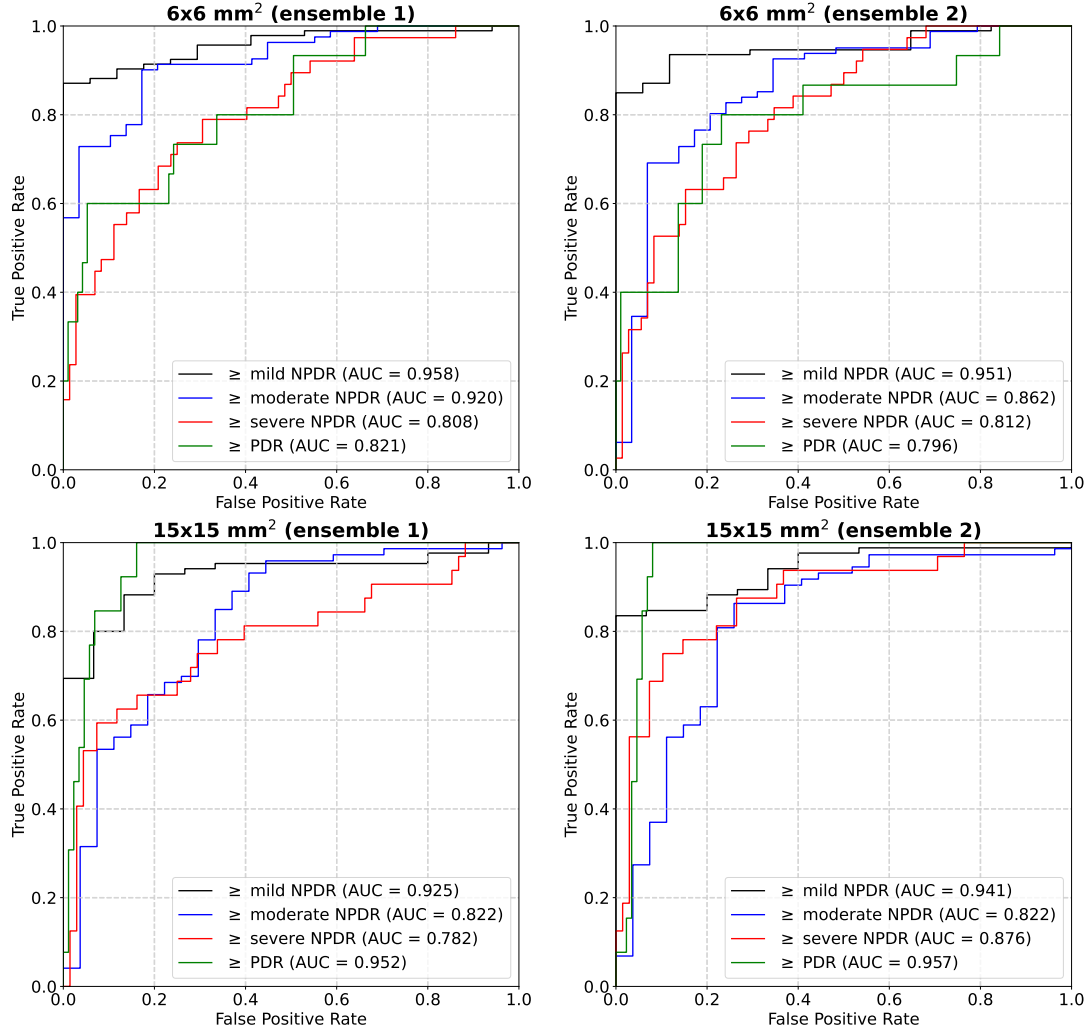 6x6 mm² (ensemble 1)
1.0
0.8
0.6
0.4
0.2
0.0
True Positive Rate
0.0 0.2 0.4 0.6 0.8 1.0
False Positive Rate
≥ mild NPDR (AUC = 0.958)
≥ moderate NPDR (AUC = 0.920)
≥ severe NPDR (AUC = 0.808)
≥ PDR (AUC = 0.821)
6x6 mm² (ensemble 2)
1.0
0.8
0.6
0.4
0.2
0.0
True Positive Rate
0.0 0.2 0.4 0.6 0.8 1.0
False Positive Rate
≥ mild NPDR (AUC = 0.951)
≥ moderate NPDR (AUC = 0.862)
≥ severe NPDR (AUC = 0.812)
≥ PDR (AUC = 0.796)
15x15 mm² (ensemble 1)
1.0
0.8
0.6
0.4
0.2
0.0
True Positive Rate
0.0 0.2 0.4 0.6 0.8 1.0
False Positive Rate
≥ mild NPDR (AUC = 0.925)
≥ moderate NPDR (AUC = 0.822)
≥ severe NPDR (AUC = 0.782)
≥ PDR (AUC = 0.952)
15x15 mm² (ensemble 2)
1.0
0.8
0.6
0.4
0.2
0.0
True Positive Rate
0.0 0.2 0.4 0.6 0.8 1.0
False Positive Rate
≥ mild NPDR (AUC = 0.941)
≥ moderate NPDR (AUC = 0.822)
≥ severe NPDR (AUC = 0.876)
≥ PDR (AUC = 0.957)